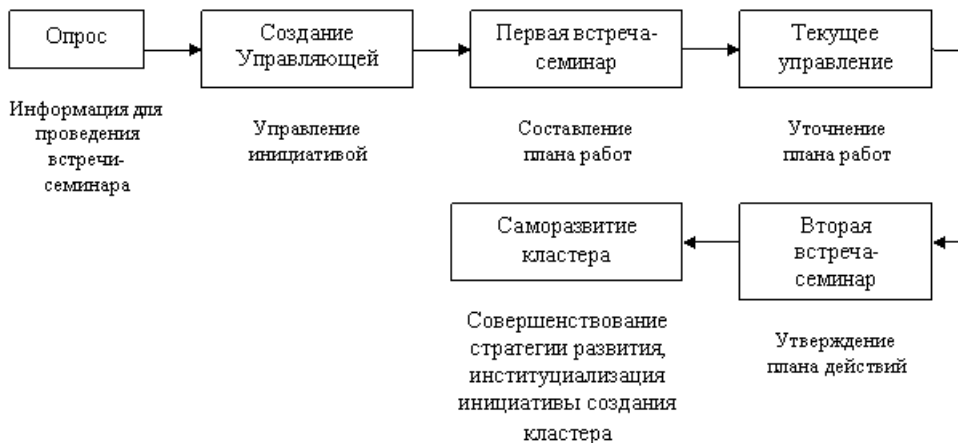 Опрос
Создание
Управляющей
Первая встреча-
семинар
Текущее
управление
Информация для
проведения
встречи-
семинара
Управление
инициативой
Составление
плана работ
Уточнение
плана работ
Саморазвитие
кластера
Вторая
встреча-
семинар
Совершенствование
стратегии развития,
институциализация
инициативы создания
кластера
Утверждение
плана действий